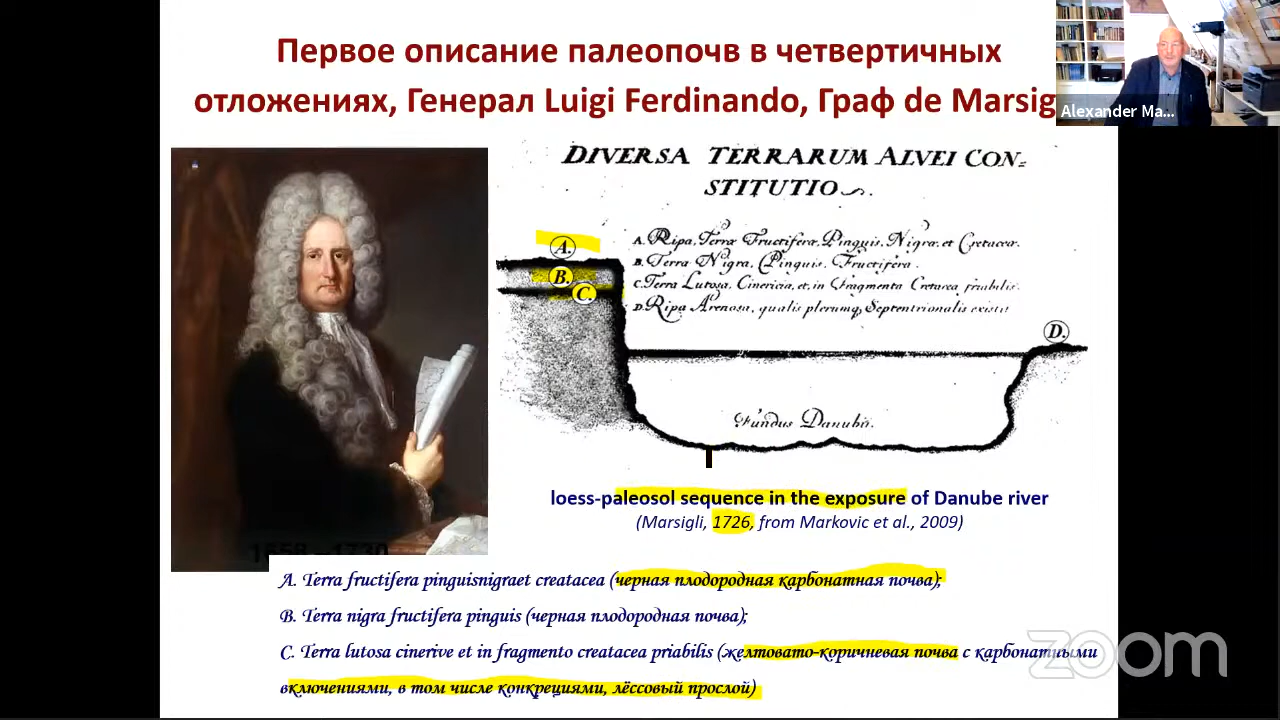 Первое описание палеопочв в четвертичных
отложениях, Генерал Luigi Ferdinando, Граф de Marsig
Alexander Ma...
DIVERSA TERRARUM ALVEI CON=
STITUTIO.
A. Ripa, Terra Fructifera, Pinguis, Nigra, et Cretacea.
B. Terra Nigra, Pinguis, Fructifera.
C. Terra Lutosa, Cinericia, et, in Fragmenta Cretacea, friabilis.
D. Ripa Arenosa, qualis plerumq, Septentrionalis existit
A.
B.
C.
D.
Fundus Danubii.
loess-paleosol sequence in the exposure of Danube river
(Marsigli, 1726, from Markovic et al., 2009)
A. Terra fructifera pinguisnigraet creatacea (черная плодородная карбонатная почва);
B. Terra nigra fructifera pinguis (черная плодородная почва);
C. Terra lutosa cinerive et in fragmento creatacea priabilis (желтовато-коричневая почва с карбонатными
включениями, в том числе конкрециями, лёссовый прослой)
zoom